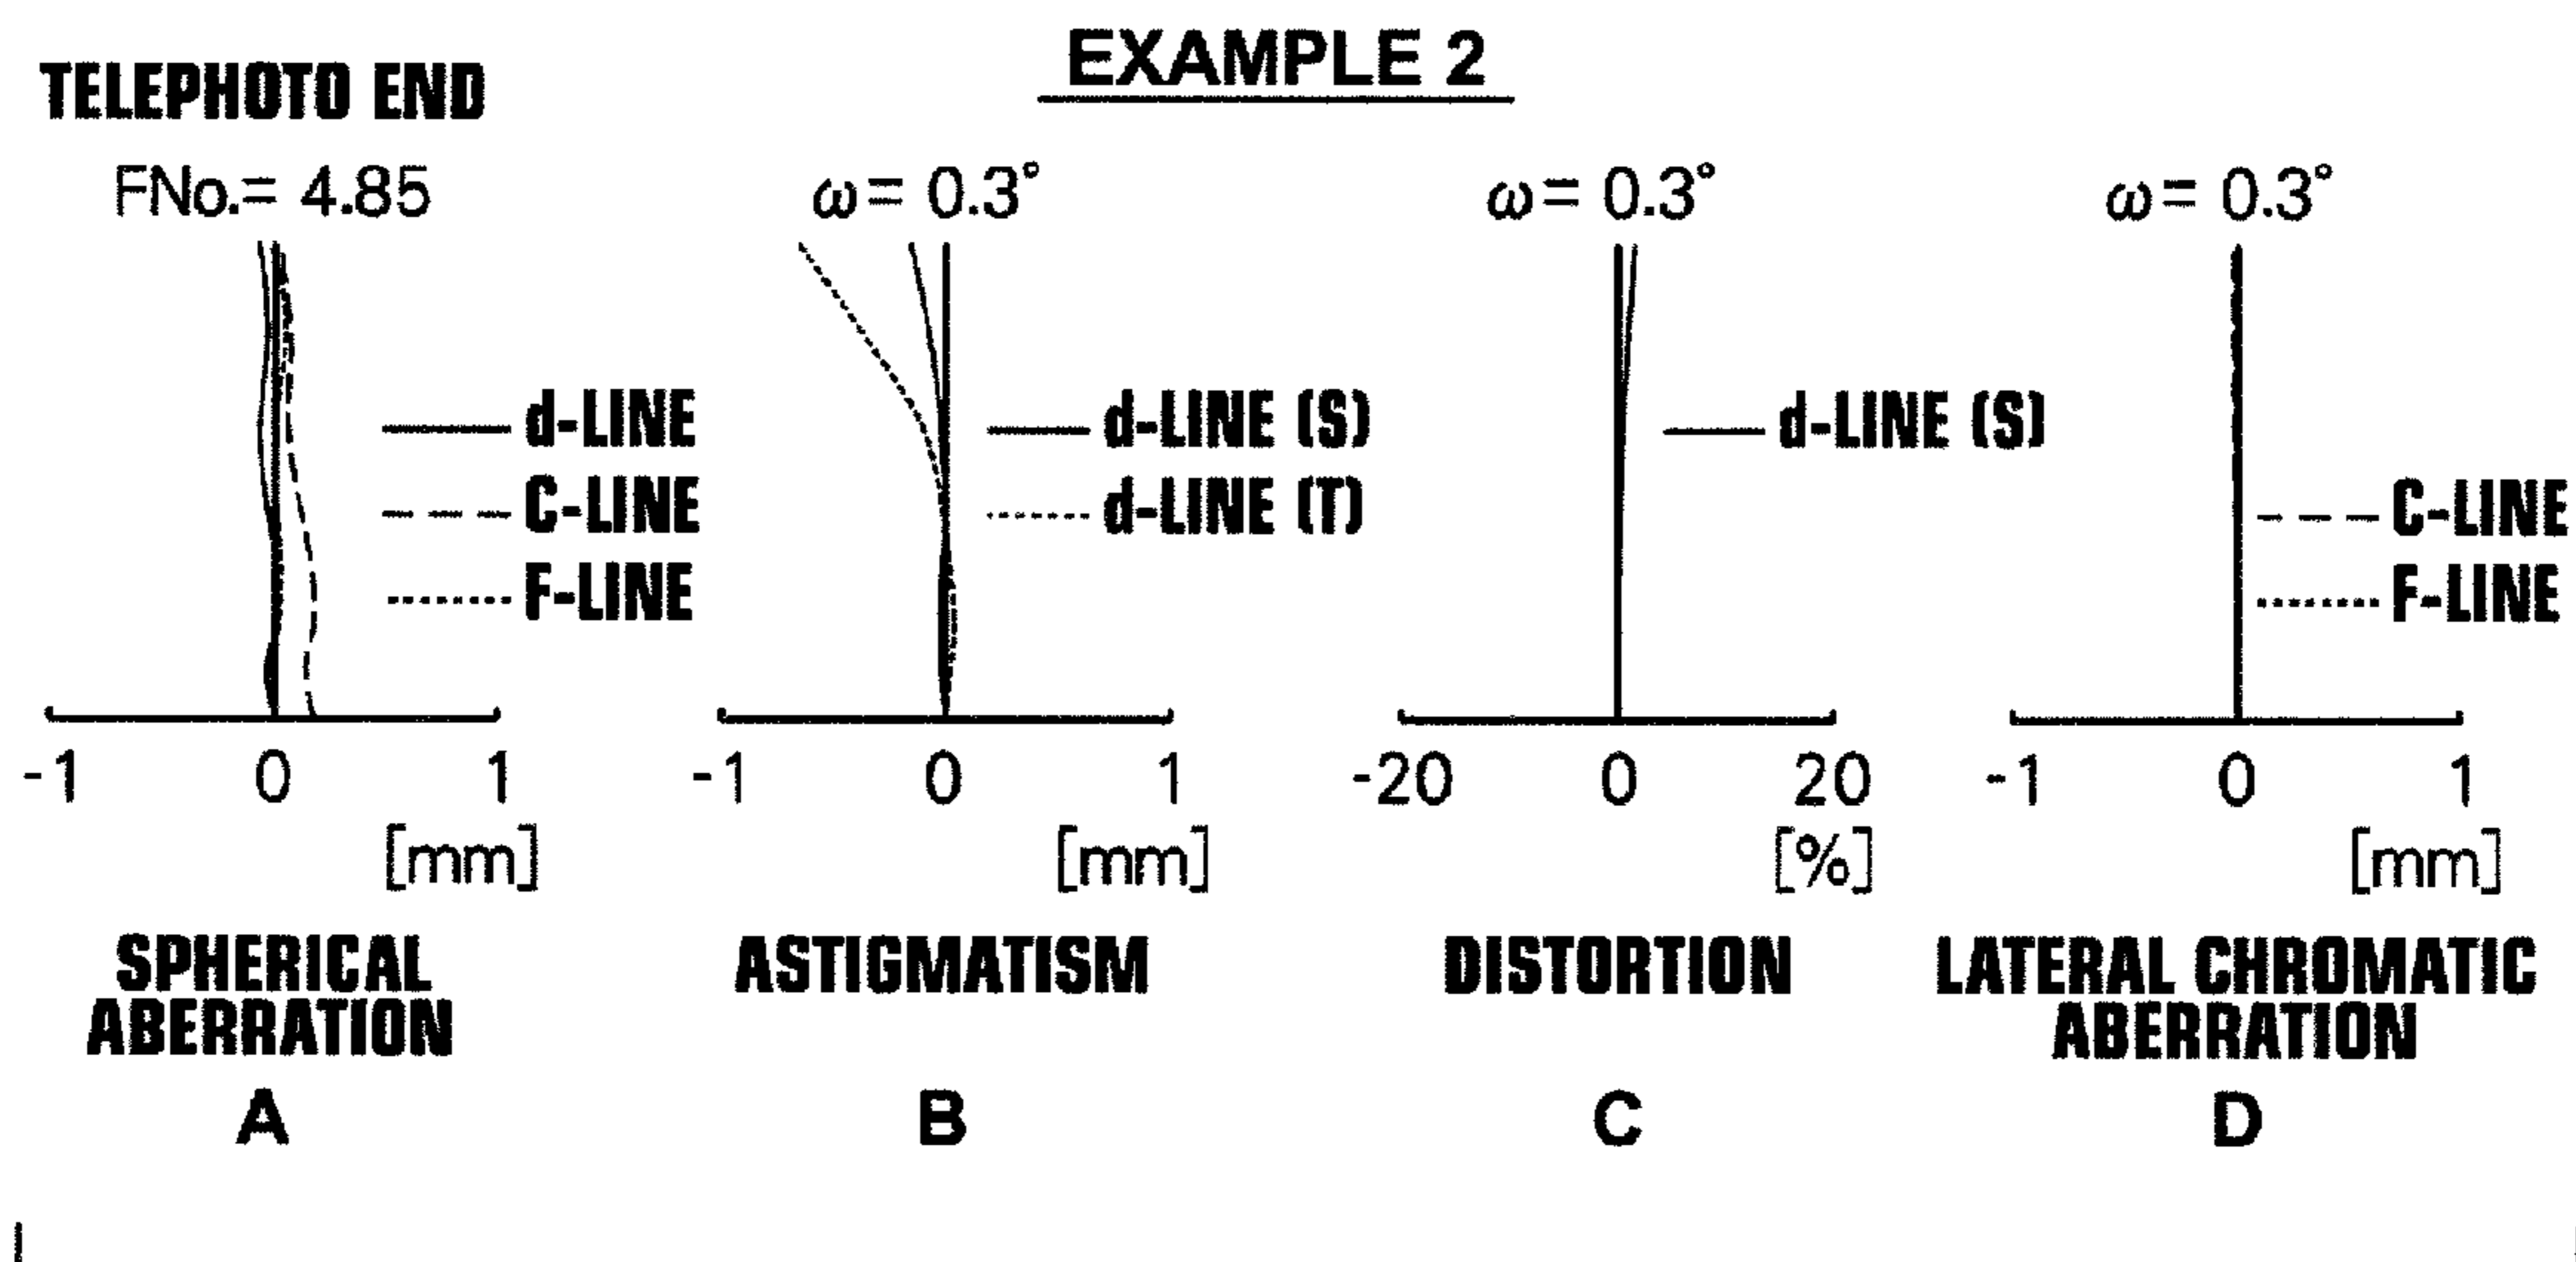 EXAMPLE 2
TELEPHOTO END
FNo.= 4.85
ω= 0.3°
ω= 0.3°
ω= 0.3°
d-LINE
C-LINE
F-LINE
d-LINE (S)
d-LINE (T)
d-LINE (S)
C-LINE
F-LINE
-1 0 1
-1 0 1
-20 0 20
-1 0 1
[mm]
[mm]
[%]
[mm]
SPHERICAL
ABERRATION
ASTIGMATISM
DISTORTION
LATERAL CHROMATIC
ABERRATION
A
B
C
D